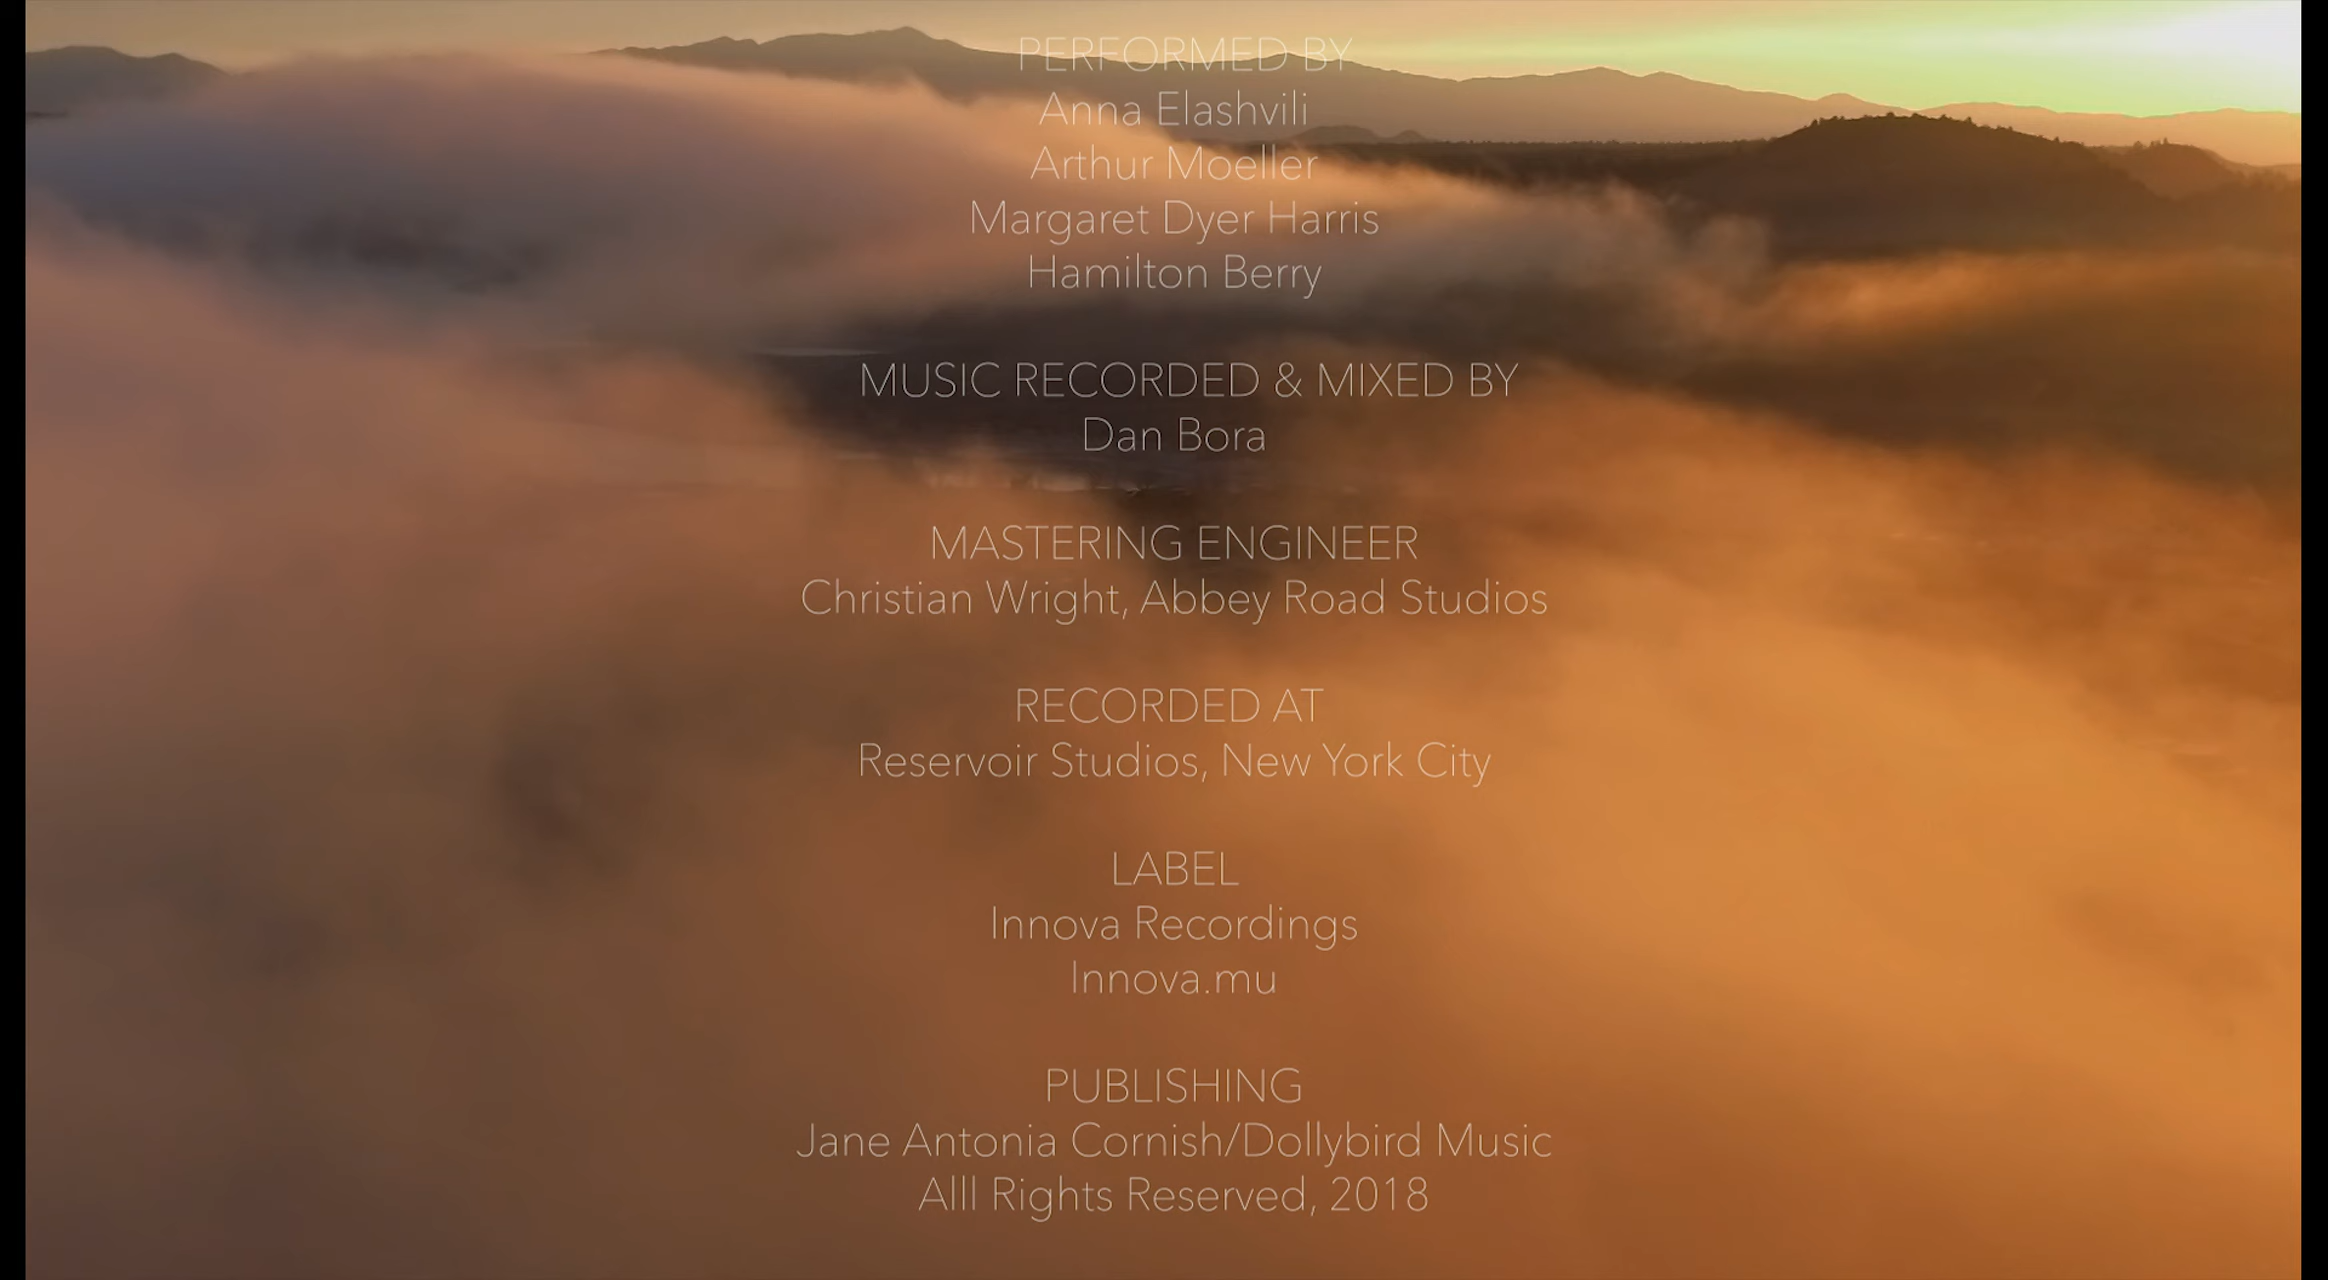 PERFORMED BY
Anna Elashvili
Arthur Moeller
Margaret Dyer Harris
Hamilton Berry
MUSIC RECORDED & MIXED BY
Dan Bora
MASTERING ENGINEER
Christian Wright, Abbey Road Studios
RECORDED AT
Reservoir Studios, New York City
LABEL
Innova Recordings
Innova.mu
PUBLISHING
Jane Antonia Cornish/Dollybird Music
Alll Rights Reserved, 2018